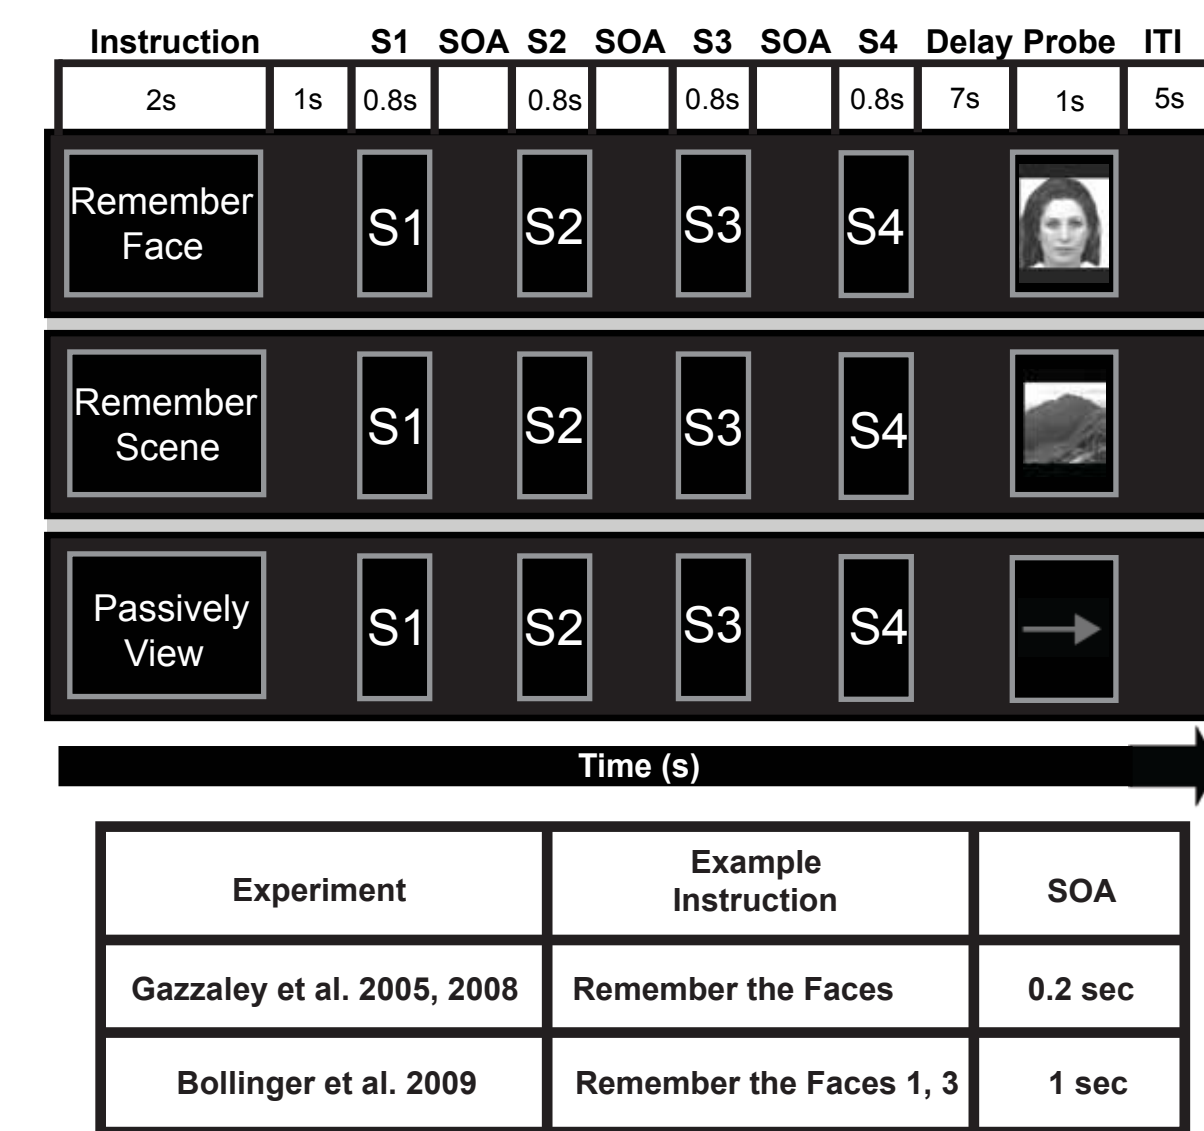 Instruction S1 SOA S2 SOA S3 SOA S4 Delay Probe ITI
2s 1s 0.8s 0.8s 0.8s 0.8s 7s 1s 5s
Remember
Face
S1 S2 S3 S4
Remember
Scene
S1 S2 S3 S4
Passively
View
S1 S2 S3 S4
Time (s)
Experiment
Example
Instruction
SOA
Gazzaley et al. 2005, 2008 Remember the Faces 0.2 sec
Bollinger et al. 2009 Remember the Faces 1, 3 1 sec